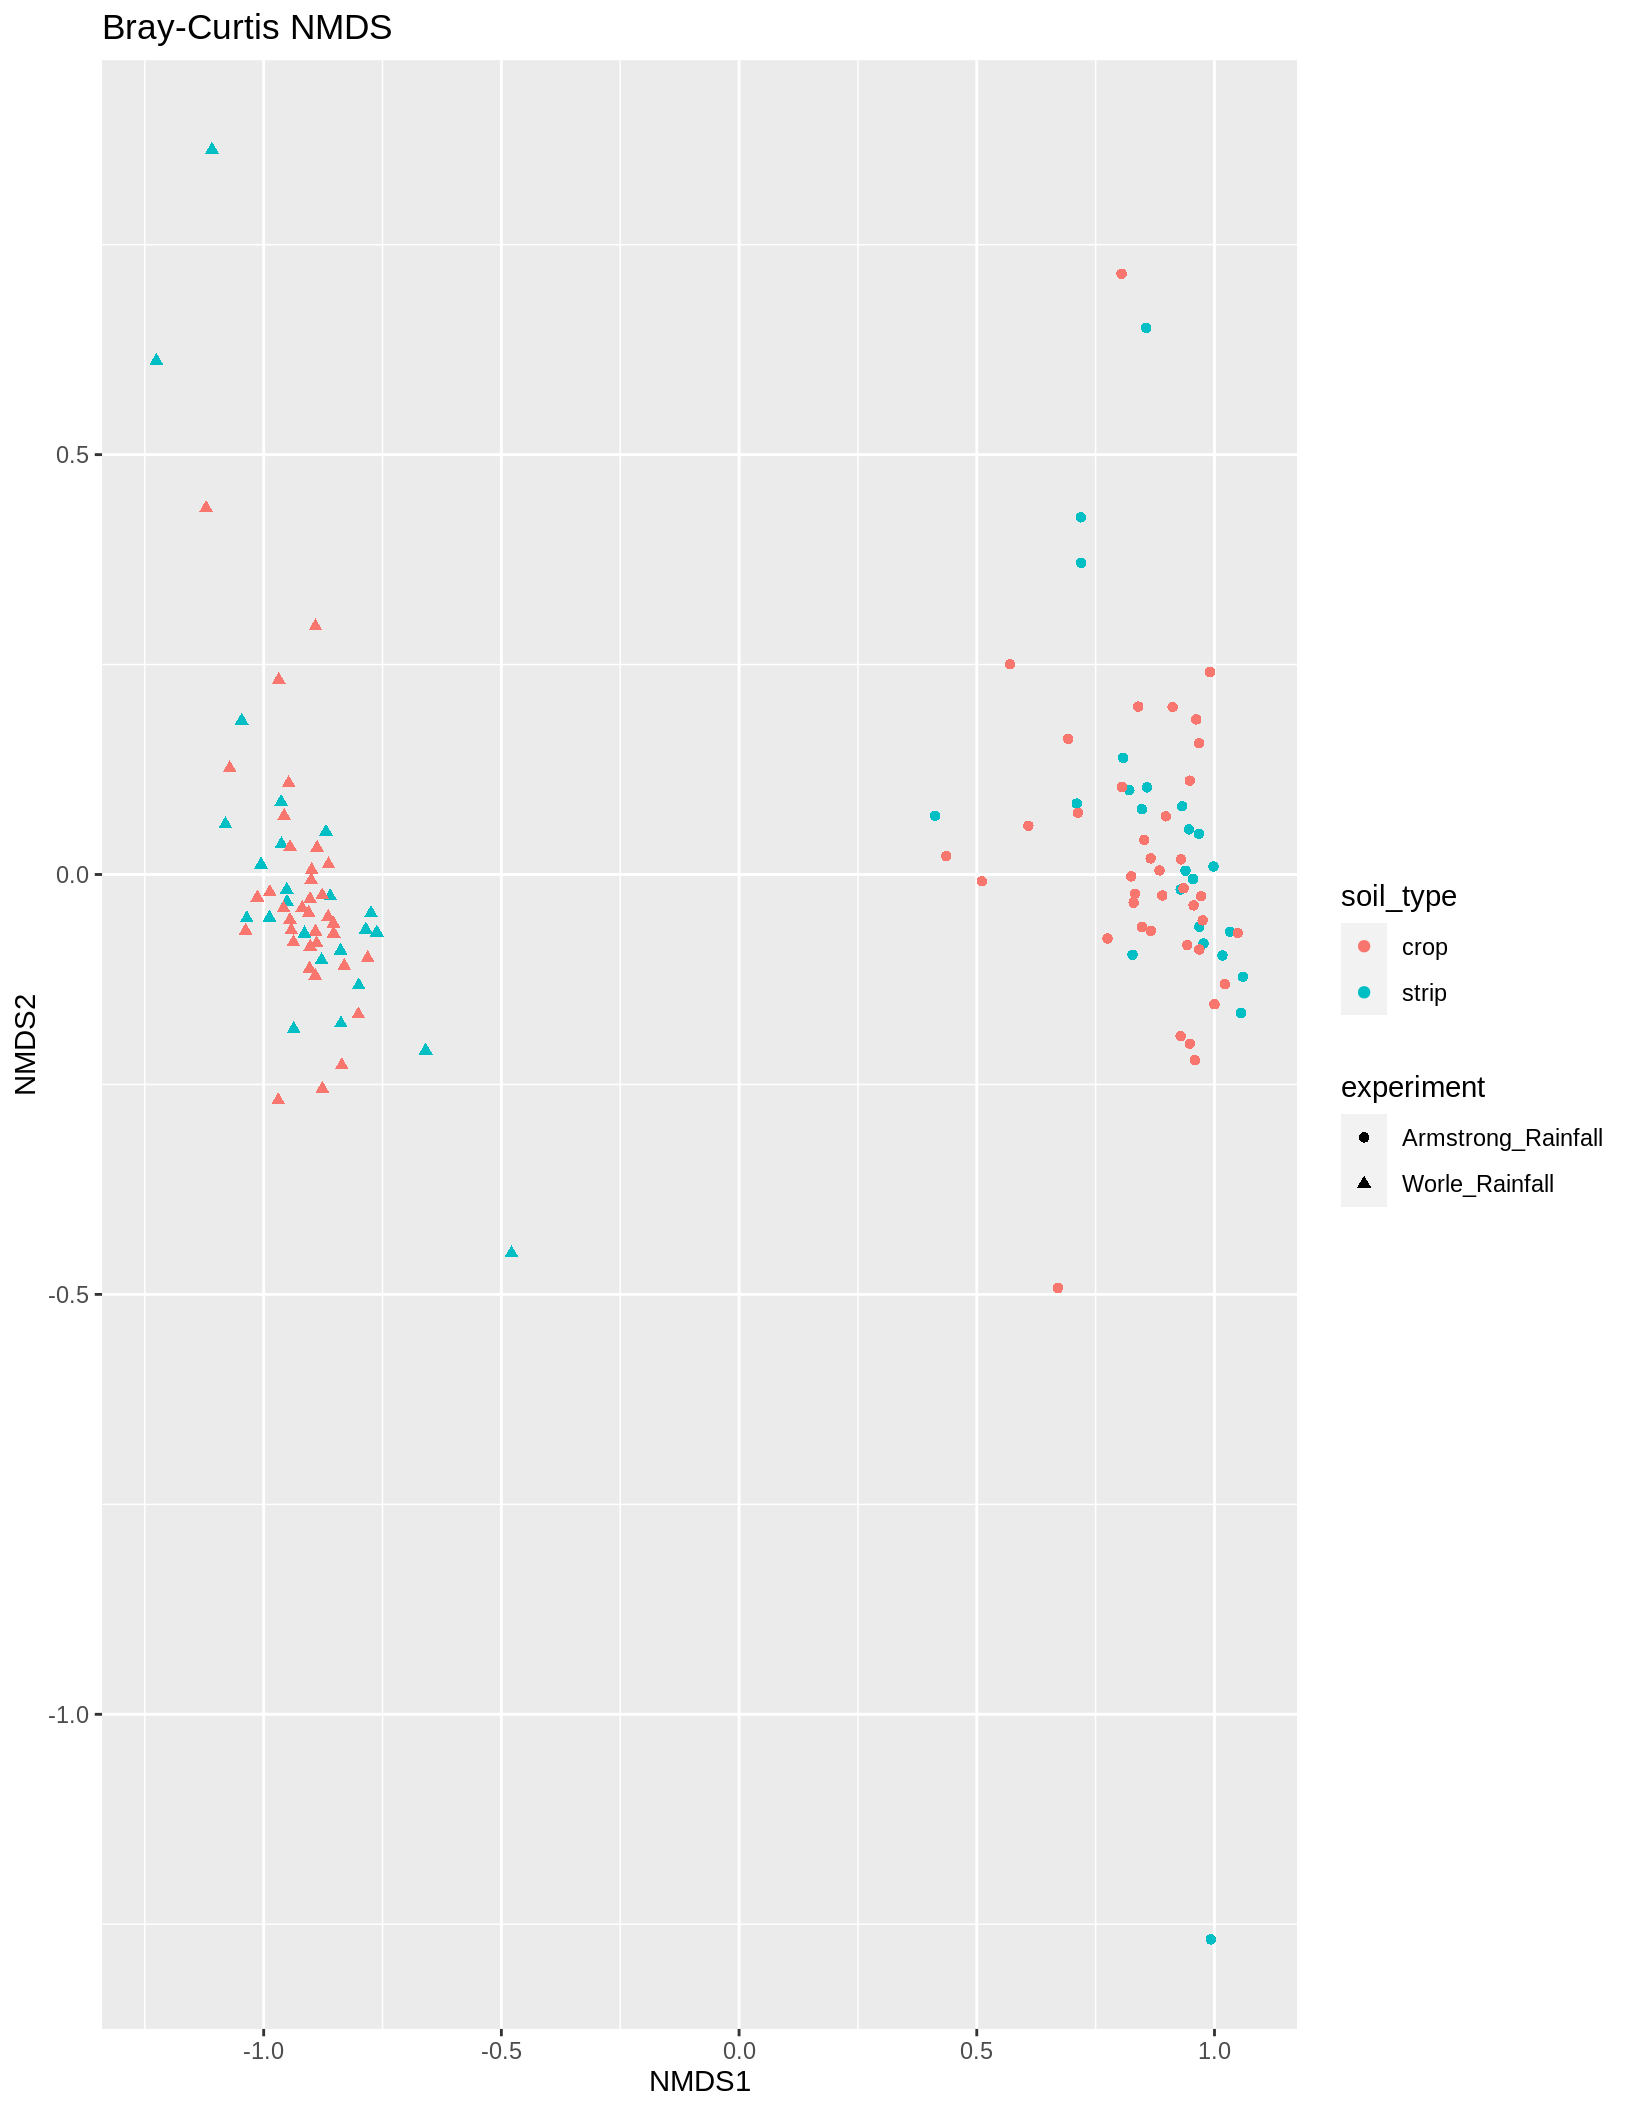 Bray-Curtis NMDS
0.5
0.0
-0.5
-1.0
NMDS2
-1.0
-0.5
0.0
0.5
1.0
NMDS1
soil_type
crop
strip
experiment
Armstrong_Rainfall
Worle_Rainfall